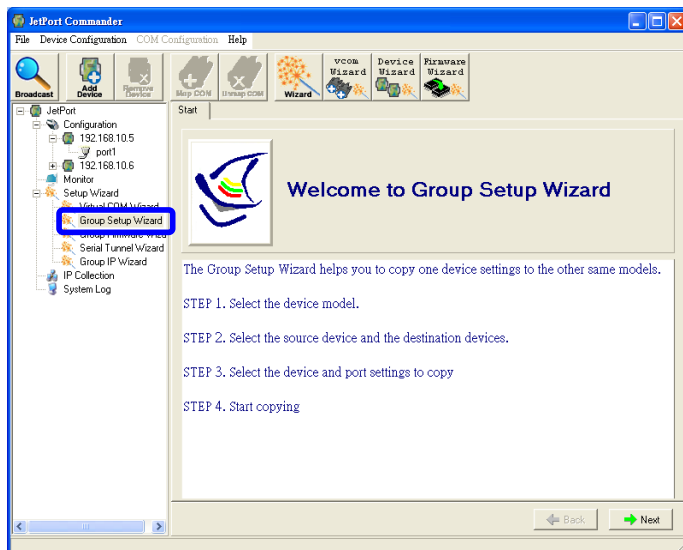 JetPort Commander
File Device Configuration COM Configuration Help
Broadcast
Add Device
Remove Device
Map COM
Unmap COM
Wizard
vcom Wizard
Device Wizard
Firmware Wizard
JetPort
Configuration
192.168.10.5
port1
192.168.10.6
Monitor
Setup Wizard
Virtual COM Wizard
Group Setup Wizard
Group Firmware Wiza
Serial Tunnel Wizard
Group IP Wizard
IP Collection
System Log
Start
Welcome to Group Setup Wizard
The Group Setup Wizard helps you to copy one device settings to the other same models.
STEP 1. Select the device model.
STEP 2. Select the source device and the destination devices.
STEP 3. Select the device and port settings to copy
STEP 4. Start copying
Back
Next